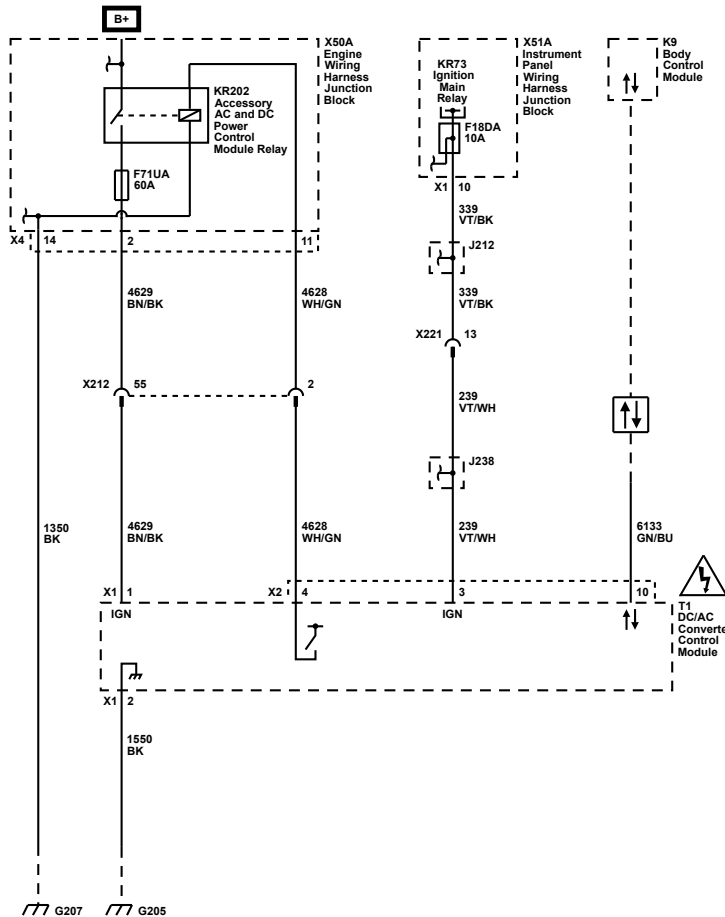 B+
X50A
Engine
Wiring
Harness
Junction
Block
X51A
Instrument
Panel
Wiring
Harness
Junction
Block
K9
Body
Control
Module
KR202
Accessory
AC and DC
Power
Control
Module Relay
KR73
Ignition
Main
Relay
F18DA
10A
F71UA
60A
X1 10
X4 14 2 11
339
VT/BK
J212
4629
BN/BK
4628
WH/GN
339
VT/BK
X221 13
X212 55 2
239
VT/WH
J238
1350
BK
4629
BN/BK
4628
WH/GN
239
VT/WH
6133
GN/BU
X1 1 X2 4 3 10
IGN IGN
T1
DC/AC
Converte
Control
Module
X1 2
1550
BK
G207 G205